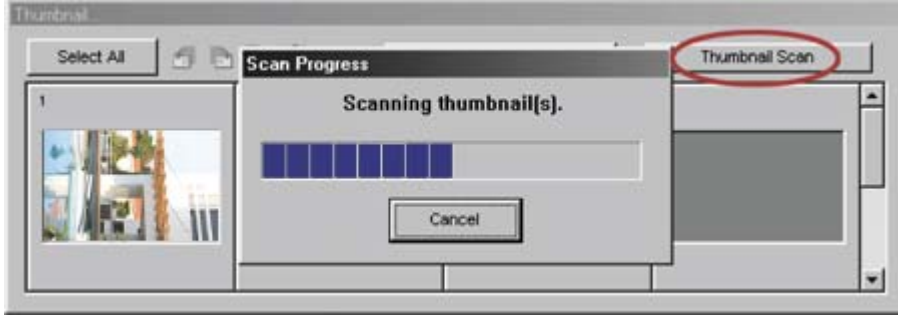 Thumbnail
Select All
Thumbnail Scan
Scan Progress
1
Scanning thumbnail(s).
Cancel